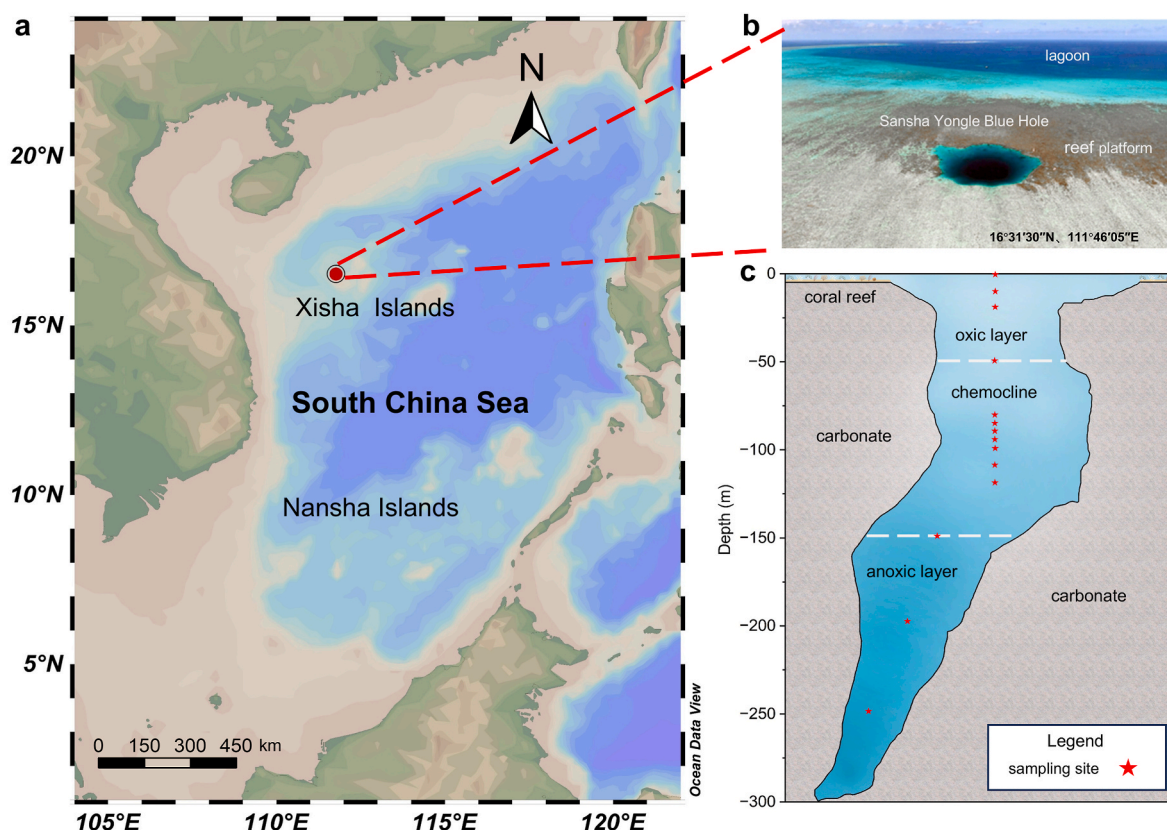 a
N
20°N
15°N
10°N
5°N
105°E
110°E
115°E
120°E
Xisha Islands
South China Sea
Nansha Islands
0 150 300 450 km
Ocean Data View
b
lagoon
Sansha Yongle Blue Hole
reef platform
16°31′30″N、111°46′05″E
c
Depth (m)
0
−50
−100
−150
−200
−250
−300
coral reef
oxic layer
chemocline
carbonate
anoxic layer
carbonate
Legend
sampling site